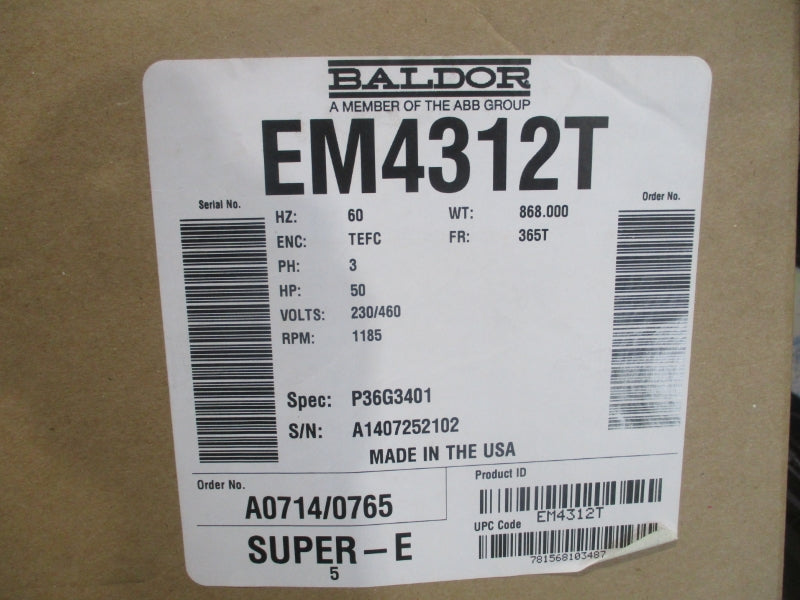 BALDOR
A MEMBER OF THE ABB GROUP
EM4312T
Serial No.
Order No.
HZ: 60 WT: 868.000
ENC: TEFC FR: 365T
PH: 3
HP: 50
VOLTS: 230/460
RPM: 1185
Spec: P36G3401
S/N: A1407252102
MADE IN THE USA
Order No.
A0714/0765
Product ID
EM4312T
UPC Code
781568103487
SUPER-E
5